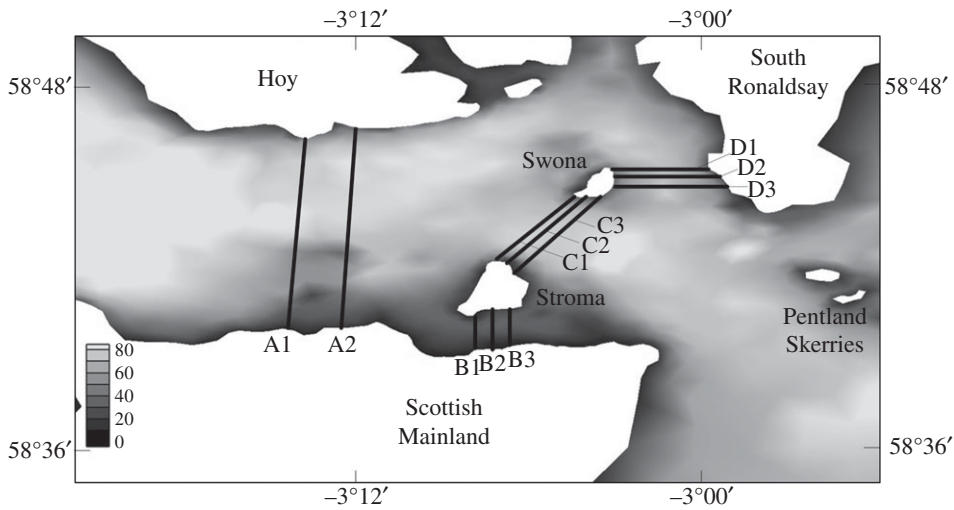 −3°12′
−3°00′
58°48′
58°48′
Hoy
South
Ronaldsay
Swona
D1
D2
D3
C3
C2
C1
Stroma
Pentland
Skerries
A1
A2
B1
B2
B3
80
60
40
20
0
Scottish
Mainland
58°36′
58°36′
−3°12′
−3°00′